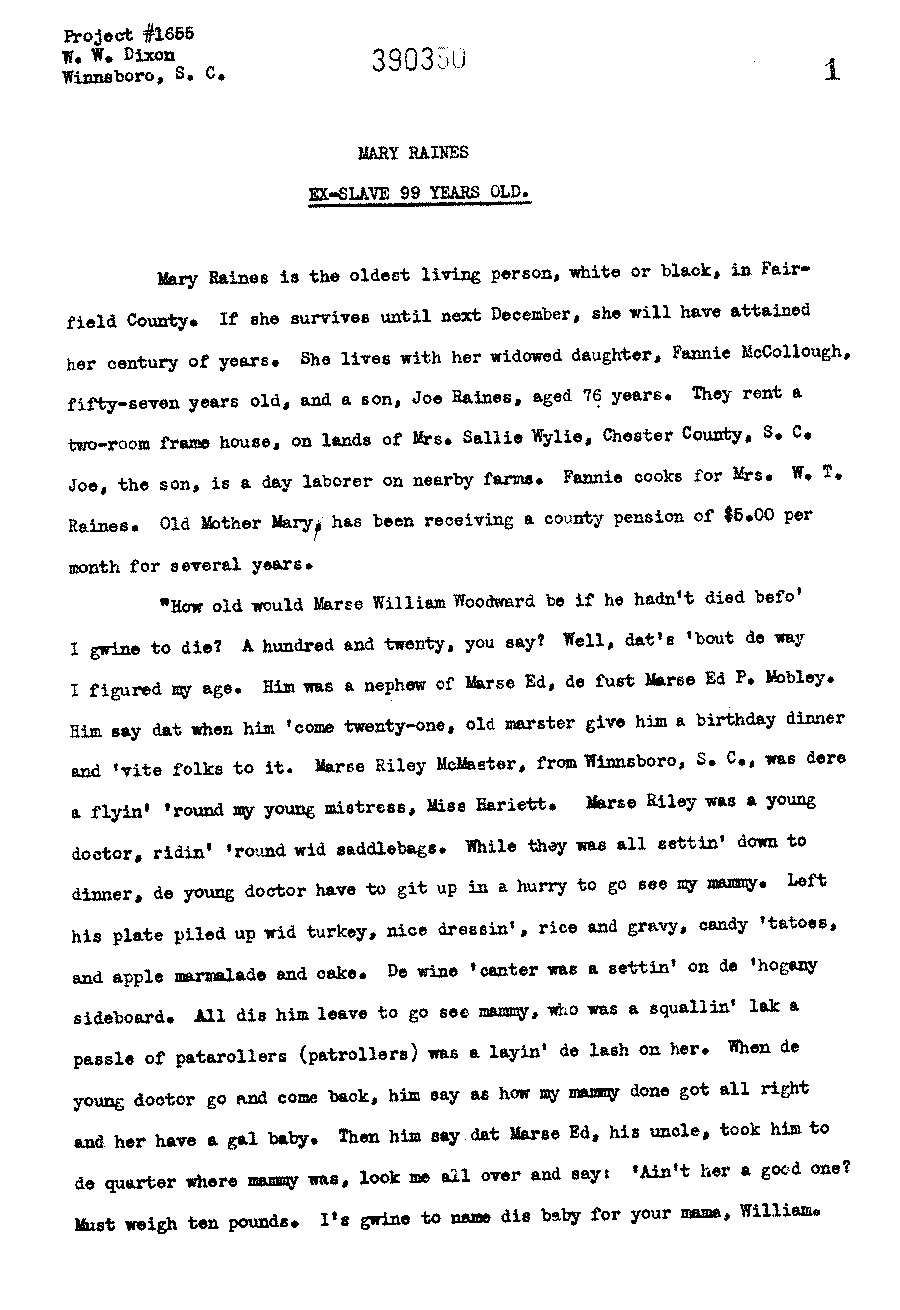 Project #1655
W. W. Dixon
Winnsboro, S. C.
390350
1
MARY RAINES
EX-SLAVE 99 YEARS OLD.
Mary Raines is the oldest living person, white or black, in Fair-
field County. If she survives until next December, she will have attained
her century of years. She lives with her widowed daughter, Fannie McCollough,
fifty-seven years old, and a son, Joe Raines, aged 76 years. They rent a
two-room frame house, on lands of Mrs. Sallie Wylie, Chester County, S. C.
Joe, the son, is a day laborer on nearby farms. Fannie cooks for Mrs. W. T.
Raines. Old Mother Mary, has been receiving a county pension of $5.00 per
month for several years.
"How old would Marse William Woodward be if he hadn't died befo'
I gwine to die? A hundred and twenty, you say? Well, dat's 'bout de way
I figured my age. Him was a nephew of Marse Ed, de fust Marse Ed P. Mobley.
Him say dat when him 'come twenty-one, old marster give him a birthday dinner
and 'vite folks to it. Marse Riley McMaster, from Winnsboro, S. C., was dere
a flyin' 'round my young mistress, Miss Hariett. Marse Riley was a young
doctor, ridin' 'round wid saddlebags. While they was all settin' down to
dinner, de young doctor have to git up in a hurry to go see my mammy. Left
his plate piled up wid turkey, nice dressin', rice and gravy, candy 'tatoes,
and apple marmalade and cake. De wine 'canter was a settin' on de 'hogany
sideboard. All dis him leave to go see mammy, who was a squallin' lak a
passle of patarollers (patrollers) was a layin' de lash on her. When de
young doctor go and come back, him say as how my mammy done got all right
and her have a gal baby. Then him say dat Marse Ed, his uncle, took him to
de quarter where mammy was, look me all over and say: 'Ain't her a good one?
Must weigh ten pounds. I's gwine to name dis baby for your mama, William.